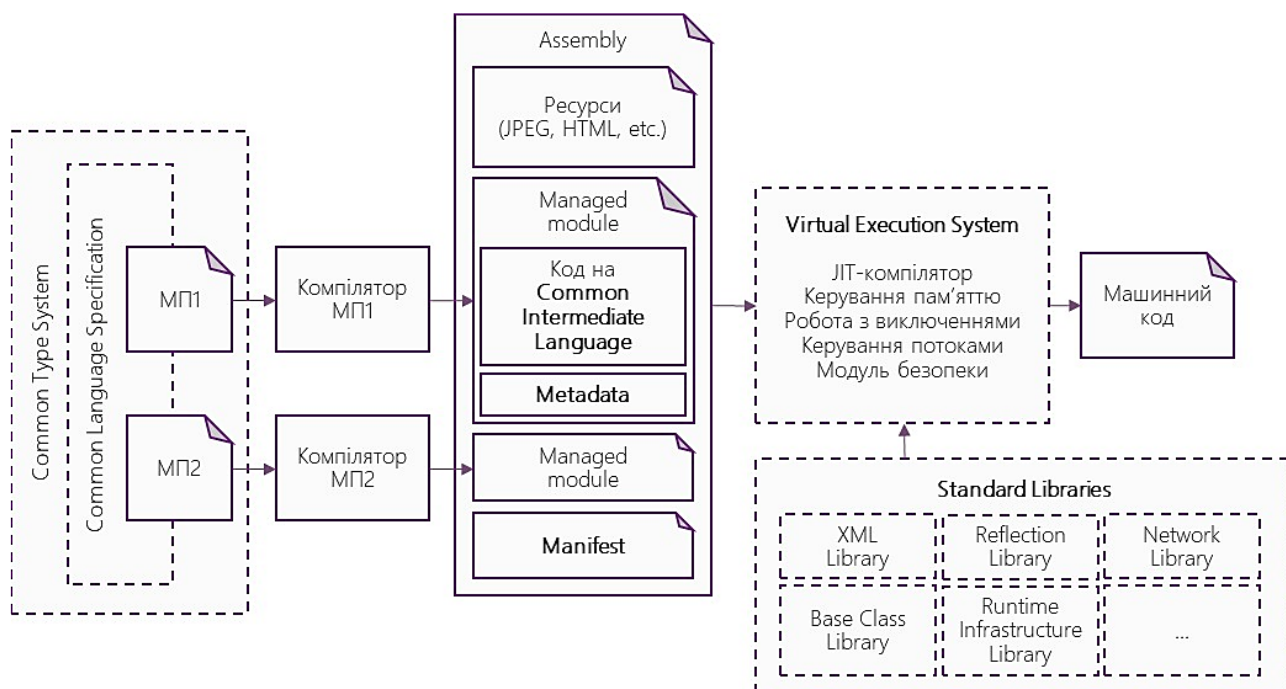 Common Type System
Common Language Specification
МП1
МП2
Компілятор
МП1
Компілятор
МП2
Assembly
Ресурси
(JPEG, HTML, etc.)
Managed
module
Код на
Common
Intermediate
Language
Metadata
Managed
module
Manifest
Virtual Execution System
JIT-компілятор
Керування пам’яттю
Робота з виключеннями
Керування потоками
Модуль безпеки
Машинний
код
Standard Libraries
XML
Library
Reflection
Library
Network
Library
Base Class
Library
Runtime
Infrastructure
Library
...